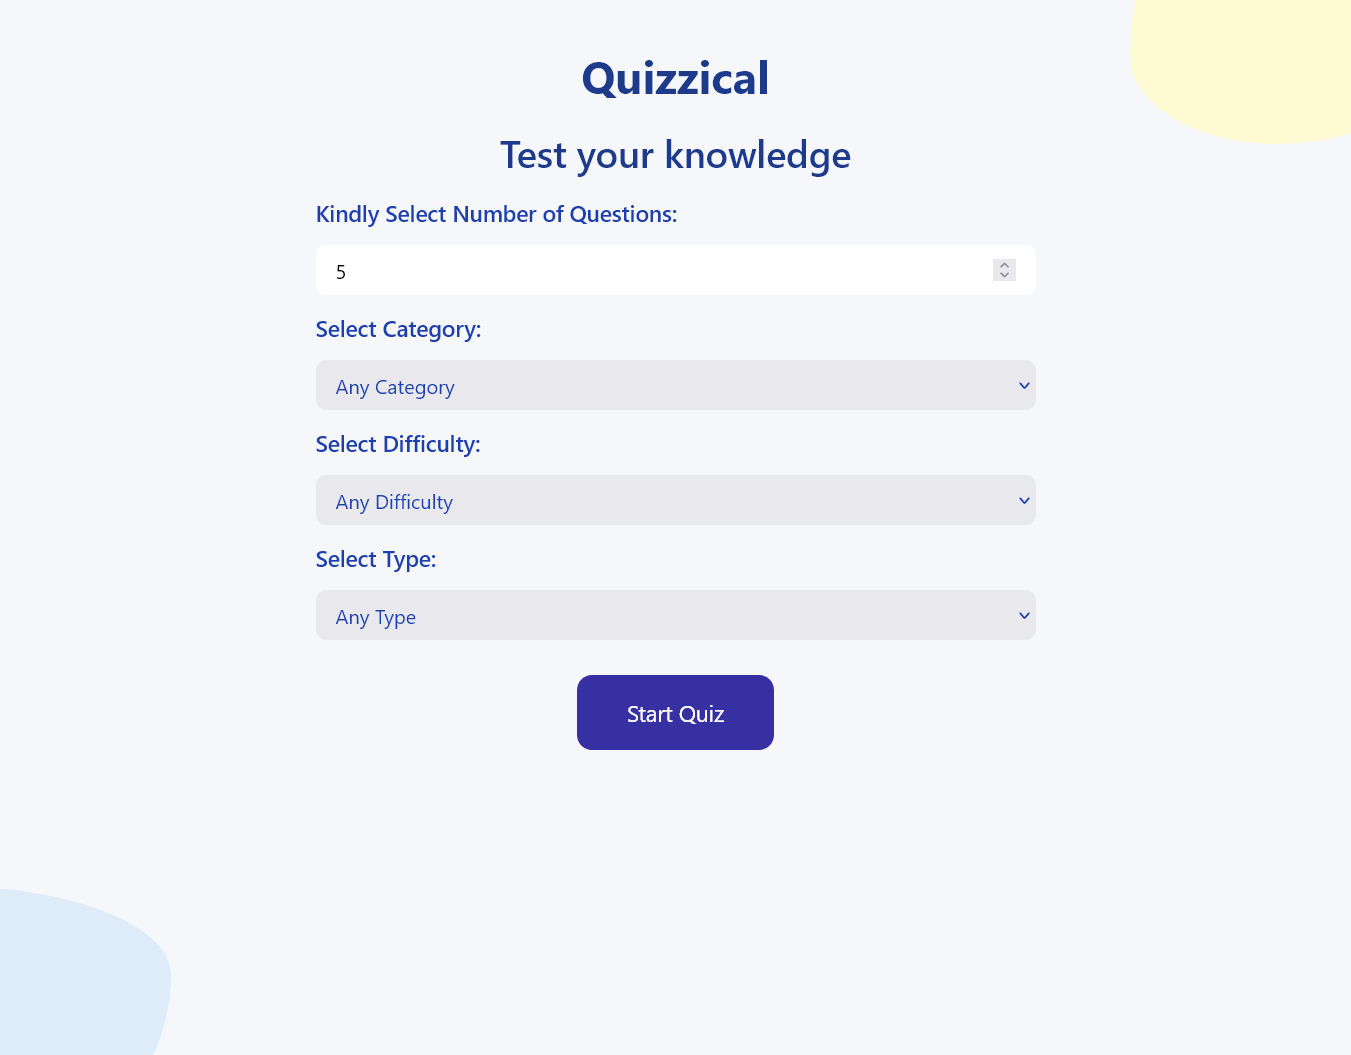 Quizzical
Test your knowledge
Kindly Select Number of Questions:
5
Select Category:
Any Category
Select Difficulty:
Any Difficulty
Select Type:
Any Type
Start Quiz